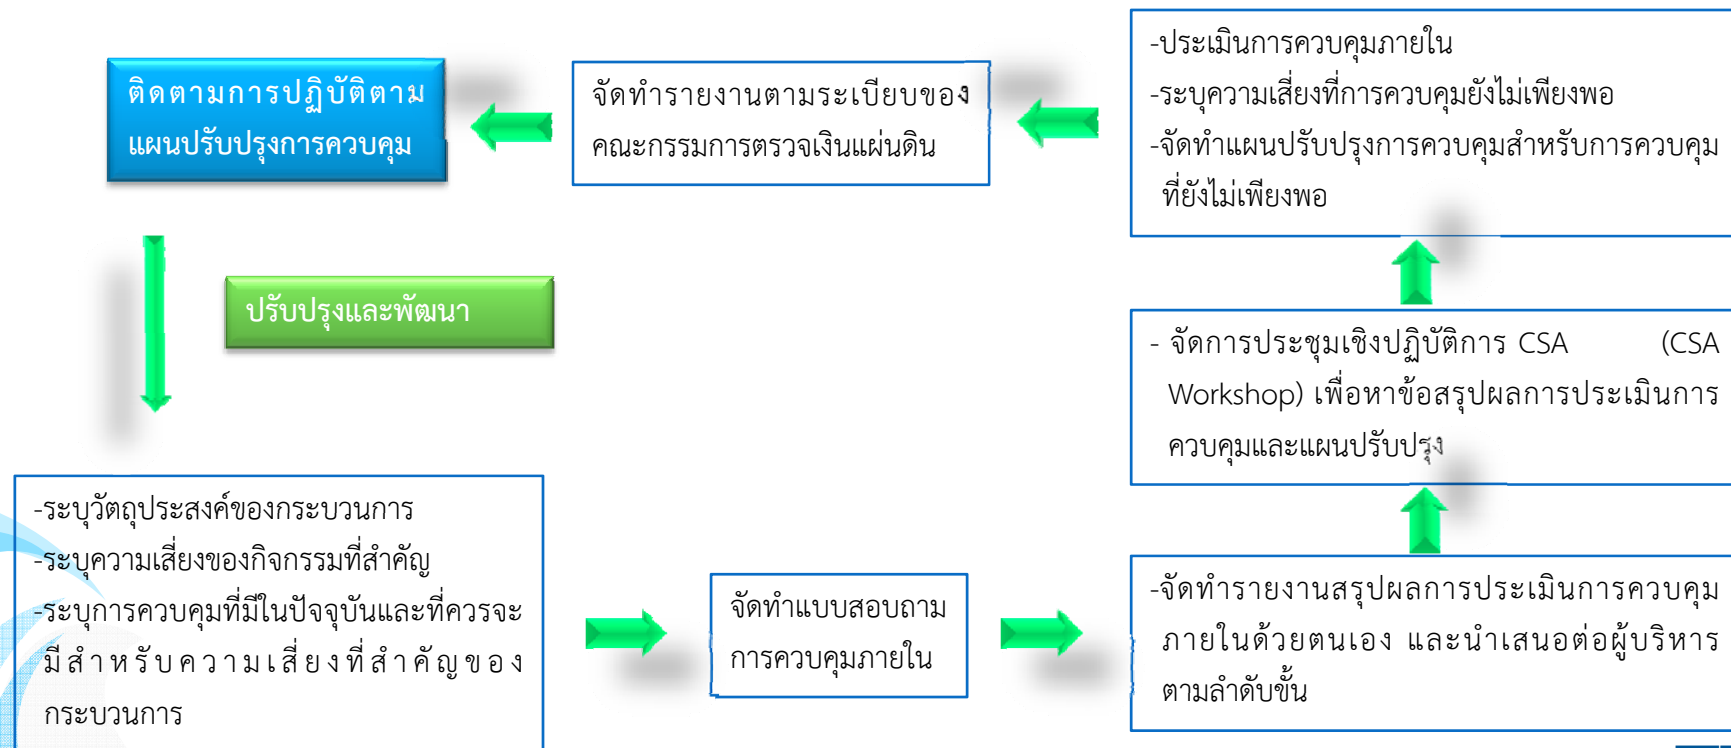 ติดตามการปฏิบัติตาม
แผนปรับปรุงการควบคุม
จัดทำรายงานตามระเบียบของ
คณะกรรมการตรวจเงินแผ่นดิน
-ประเมินการควบคุมภายใน
-ระบุความเสี่ยงที่การควบคุมยังไม่เพียงพอ
-จัดทำแผนปรับปรุงการควบคุมสำหรับการควบคุม
ที่ยังไม่เพียงพอ
ปรับปรุงและพัฒนา
- จัดการประชุมเชิงปฏิบัติการ CSA (CSA
Workshop) เพื่อหาข้อสรุปผลการประเมินการ
ควบคุมและแผนปรับปรุง
-ระบุวัตถุประสงค์ของกระบวนการ
-ระบุความเสี่ยงของกิจกรรมที่สำคัญ
-ระบุการควบคุมที่มีในปัจจุบันและที่ควรจะ
มีสำหรับความเสี่ยงที่สำคัญของ
กระบวนการ
จัดทำแบบสอบถาม
การควบคุมภายใน
-จัดทำรายงานสรุปผลการประเมินการควบคุม
ภายในด้วยตนเอง และนำเสนอต่อผู้บริหาร
ตามลำดับขั้น